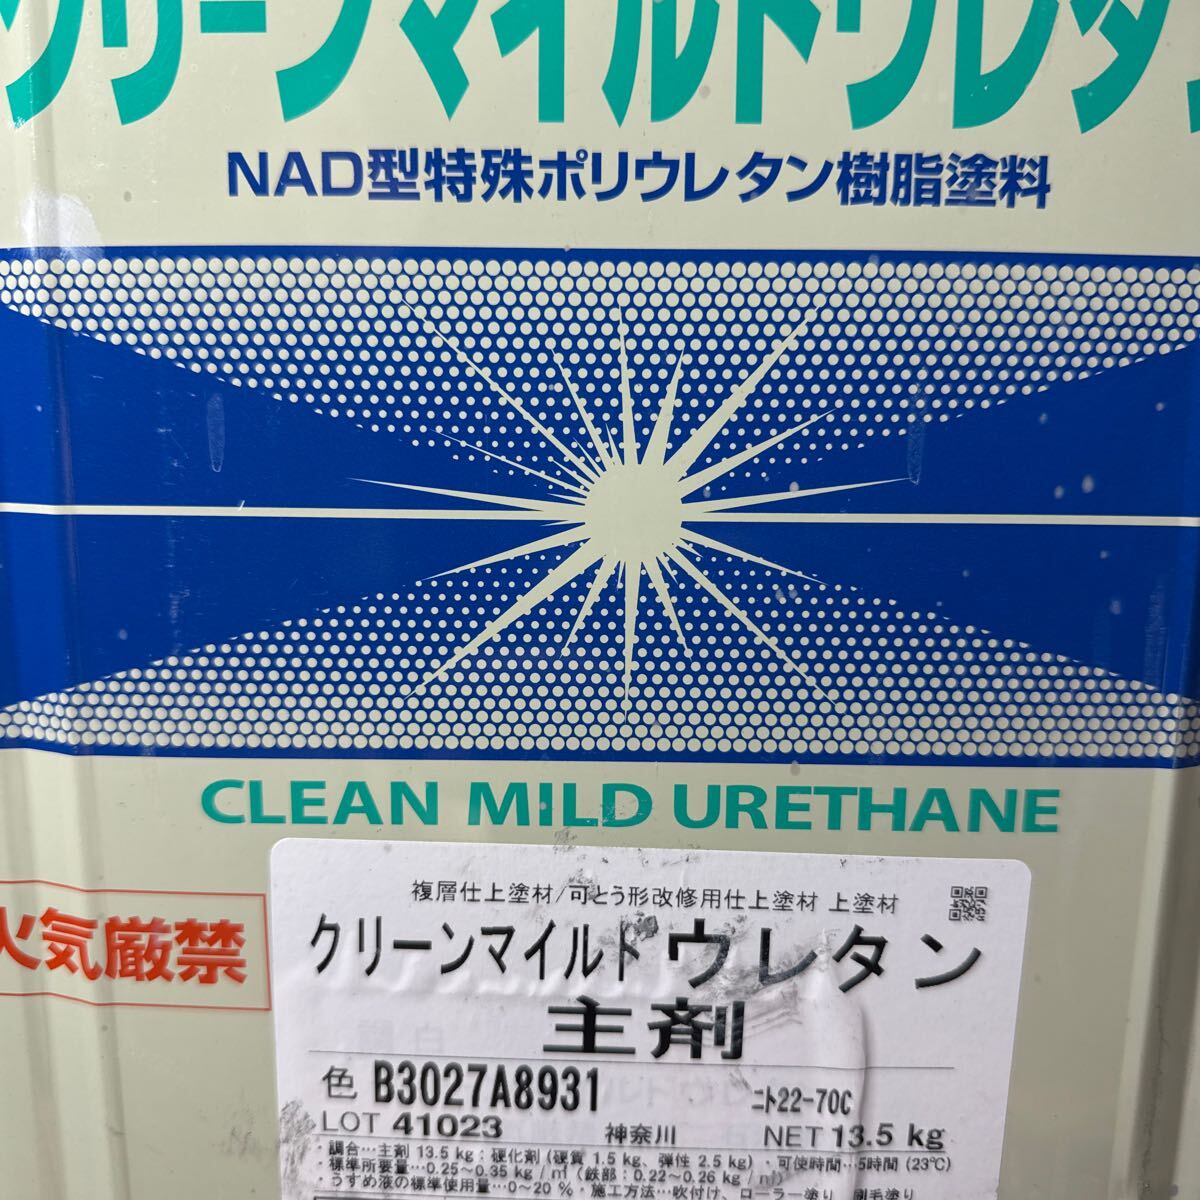 クリーンマイルドウレタン
NAD型特殊ポリウレタン樹脂塗料
CLEAN MILD URETHANE
火気厳禁
複層仕上塗材/可とう形改修用仕上塗材 上塗材
クリーンマイルド ウレタン
主剤
色 B3027A8931 ニト22-70C
LOT 41023 神奈川 NET 13.5 kg
・調合…主剤 13.5 kg：硬化剤 (硬質 1.5 kg、弾性 2.5 kg) ・可使時間…5時間 (23℃)
・標準所要量…0.25〜0.35 kg / ㎡ (鉄部：0.22〜0.26 kg / ㎡)
・うすめ液の標準使用量…0〜20 % ・施工方法…吹付け、ローラー塗り、刷毛塗り